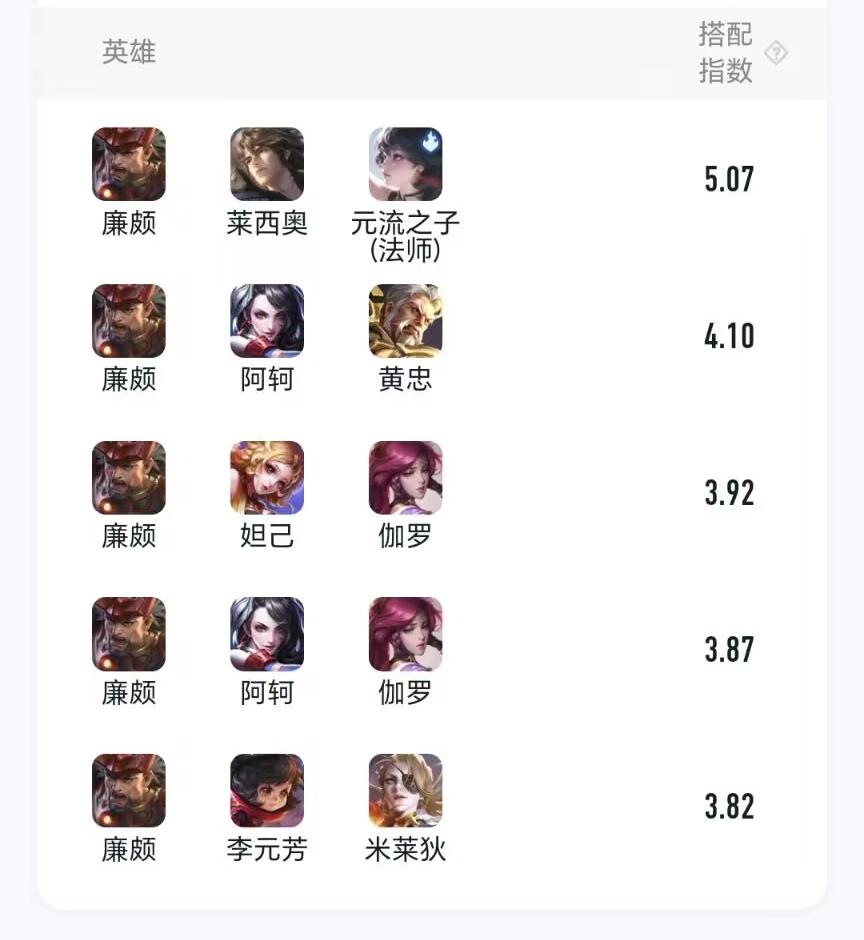 英雄
搭配
指数
廉颇 莱西奥 元流之子
(法师)
5.07
廉颇 阿轲 黄忠
4.10
廉颇 妲己 伽罗
3.92
廉颇 阿轲 伽罗
3.87
廉颇 李元芳 米莱狄
3.82